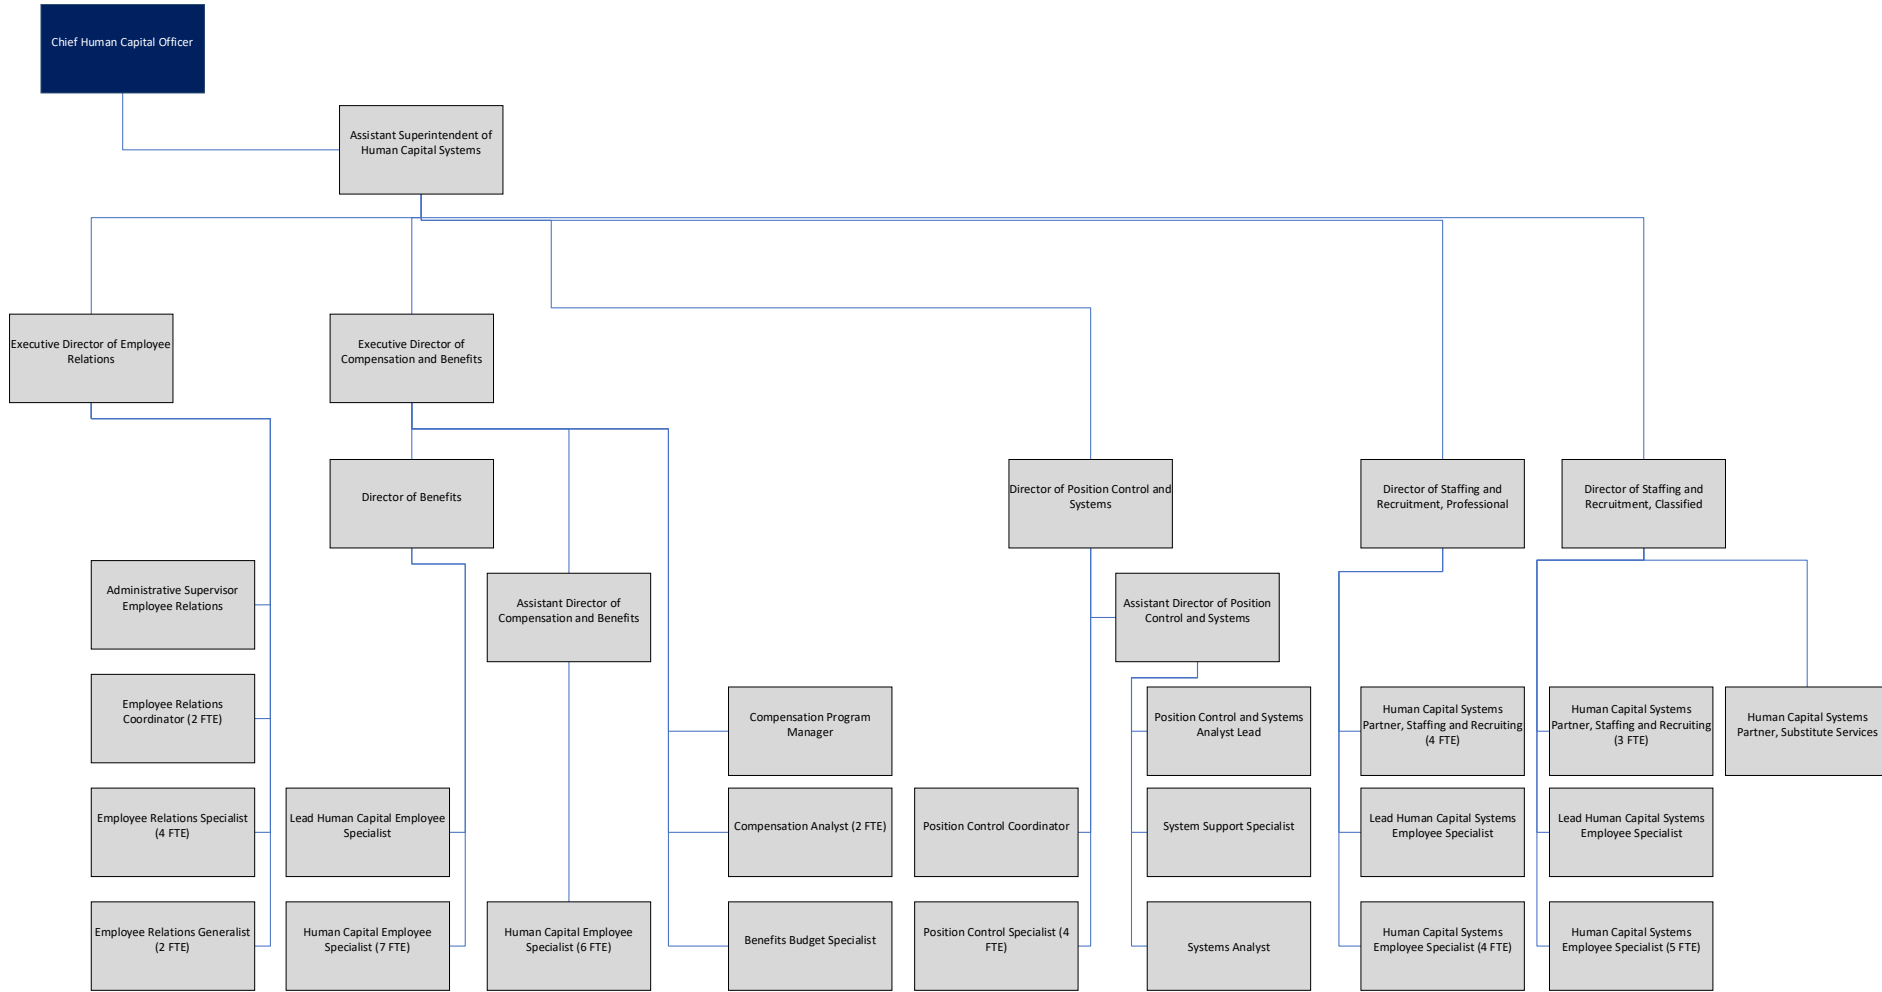 Chief Human Capital Officer
Assistant Superintendent of
Human Capital Systems
Executive Director of Employee
Relations
Executive Director of
Compensation and Benefits
Director of Benefits
Director of Position Control and
Systems
Director of Staffing and
Recruitment, Professional
Director of Staffing and
Recruitment, Classified
Administrative Supervisor
Employee Relations
Assistant Director of
Compensation and Benefits
Assistant Director of Position
Control and Systems
Employee Relations
Coordinator (2 FTE)
Compensation Program
Manager
Position Control and Systems
Analyst Lead
Human Capital Systems
Partner, Staffing and Recruiting
(4 FTE)
Human Capital Systems
Partner, Staffing and Recruiting
(3 FTE)
Human Capital Systems
Partner, Substitute Services
Employee Relations Specialist
(4 FTE)
Lead Human Capital Employee
Specialist
Compensation Analyst (2 FTE)
Position Control Coordinator
System Support Specialist
Lead Human Capital Systems
Employee Specialist
Lead Human Capital Systems
Employee Specialist
Employee Relations Generalist
(2 FTE)
Human Capital Employee
Specialist (7 FTE)
Human Capital Employee
Specialist (6 FTE)
Benefits Budget Specialist
Position Control Specialist (4
FTE)
Systems Analyst
Human Capital Systems
Employee Specialist (4 FTE)
Human Capital Systems
Employee Specialist (5 FTE)